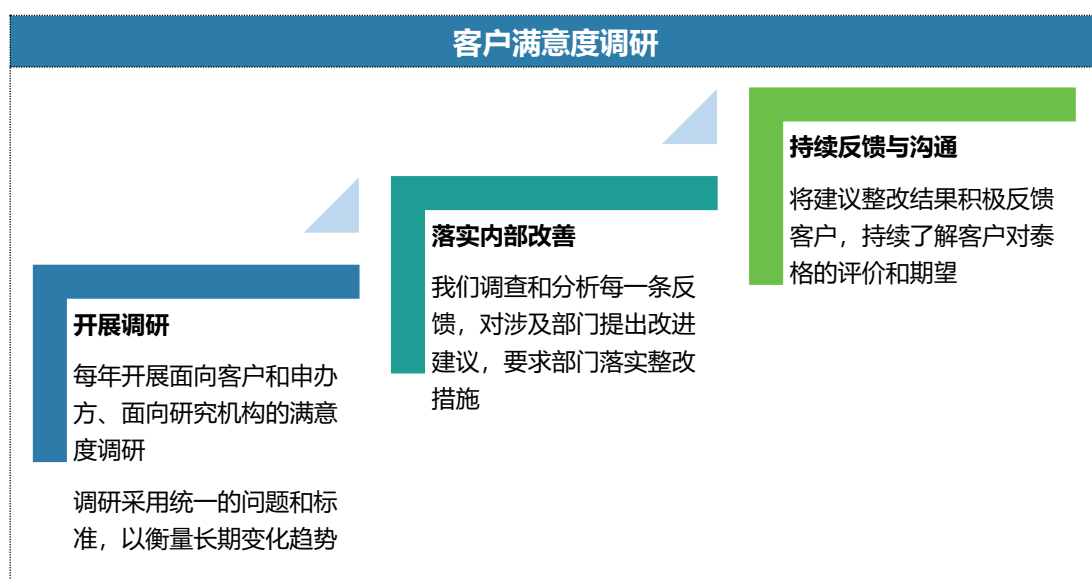 客户满意度调研
开展调研
每年开展面向客户和申办
方、面向研究机构的满意
度调研
调研采用统一的问题和标
准，以衡量长期变化趋势
落实内部改善
我们调查和分析每一条反
馈，对涉及部门提出改进
建议，要求部门落实整改
措施
持续反馈与沟通
将建议整改结果积极反馈
客户，持续了解客户对泰
格的评价和期望